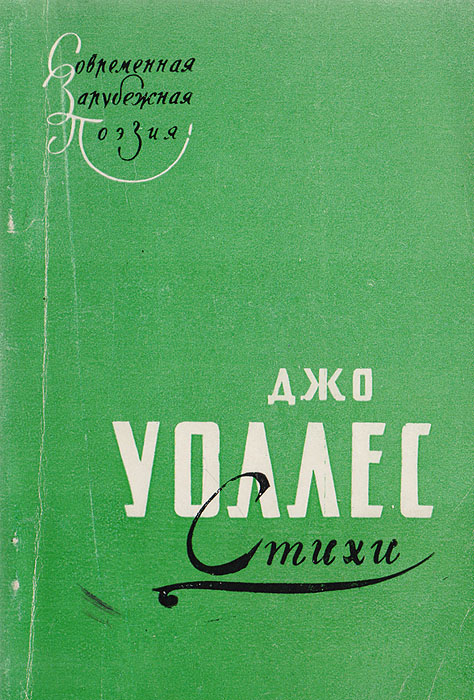 Современная
Зарубежная
Поэзия
ДЖО
УОЛЛЕС
Стихи